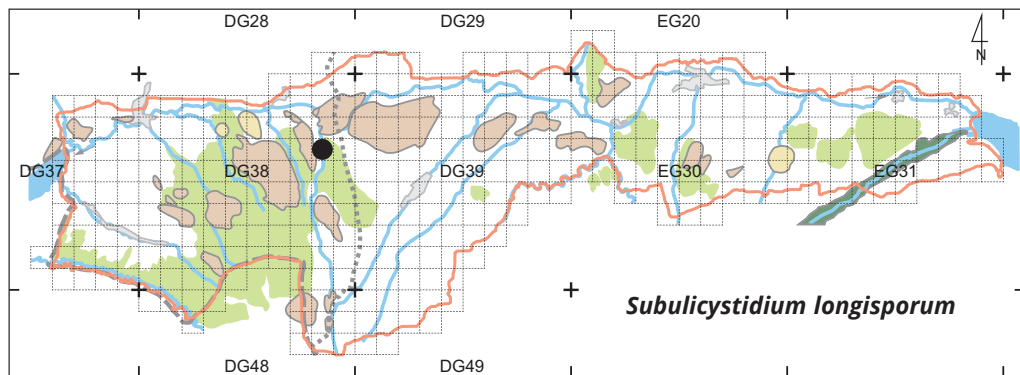 DG28 DG29 EG20
N
DG37 DG38 DG39 EG30 EG31
Subulicystidium longisporum
DG48 DG49